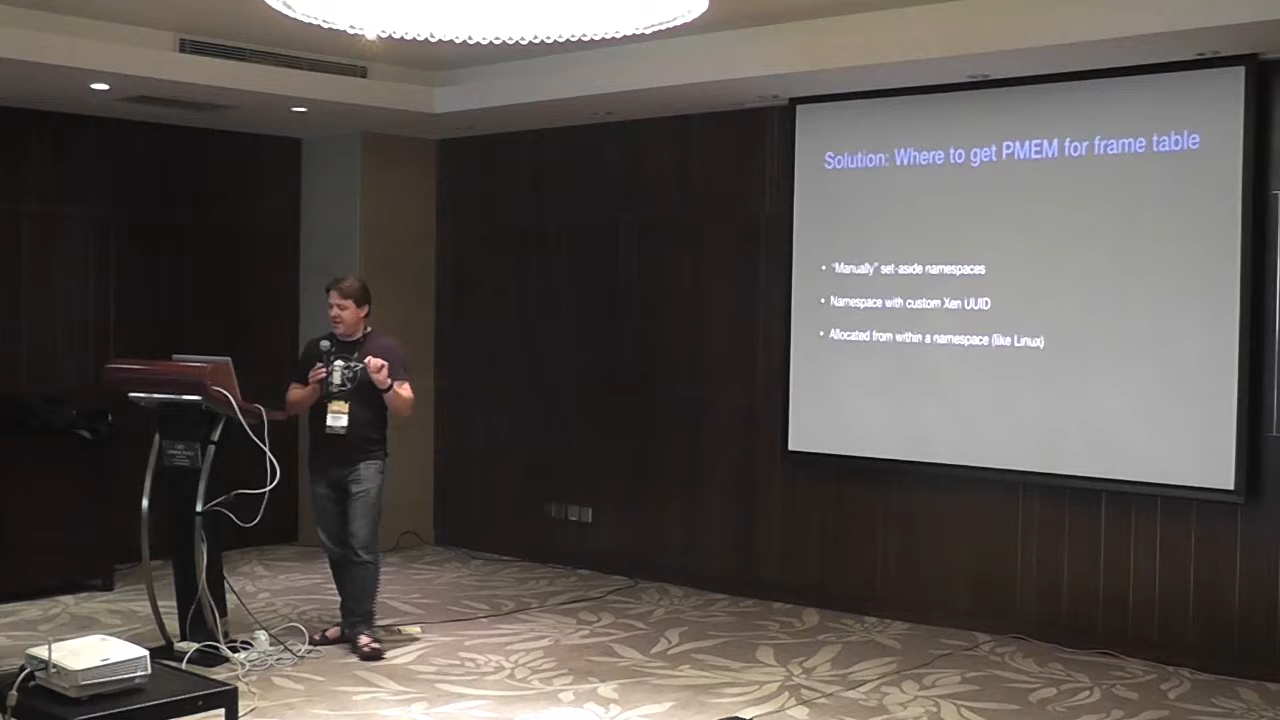 Solution: Where to get PMEM for frame table
• “Manually” set-aside namespaces
• Namespace with custom Xen UUID
• Allocated from within a namespace (like Linux)